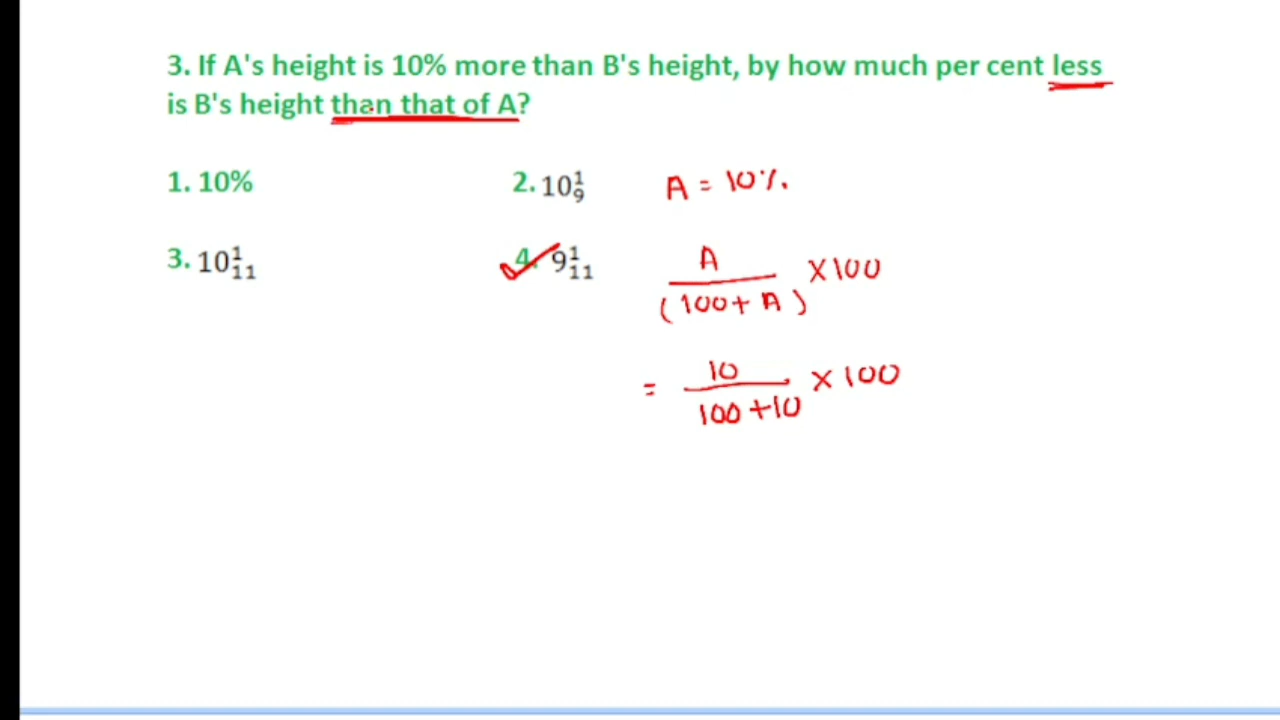 3. If A's height is 10% more than B's height, by how much per cent less
is B's height than that of A?
1. 10%
2. 10 1/9
A = 10%.
3. 10 1/11
4. 9 1/11
A
(100 + A) × 100
= 10
100 + 10 × 100